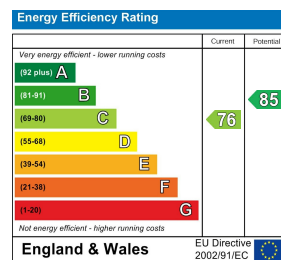 Energy Efficiency Rating
Current Potential
Very energy efficient - lower running costs
(92 plus) A
(81-91) B
85
(69-80) C
76
(55-68) D
(39-54) E
(21-38) F
(1-20) G
Not energy efficient - higher running costs
England & Wales
EU Directive
2002/91/EC